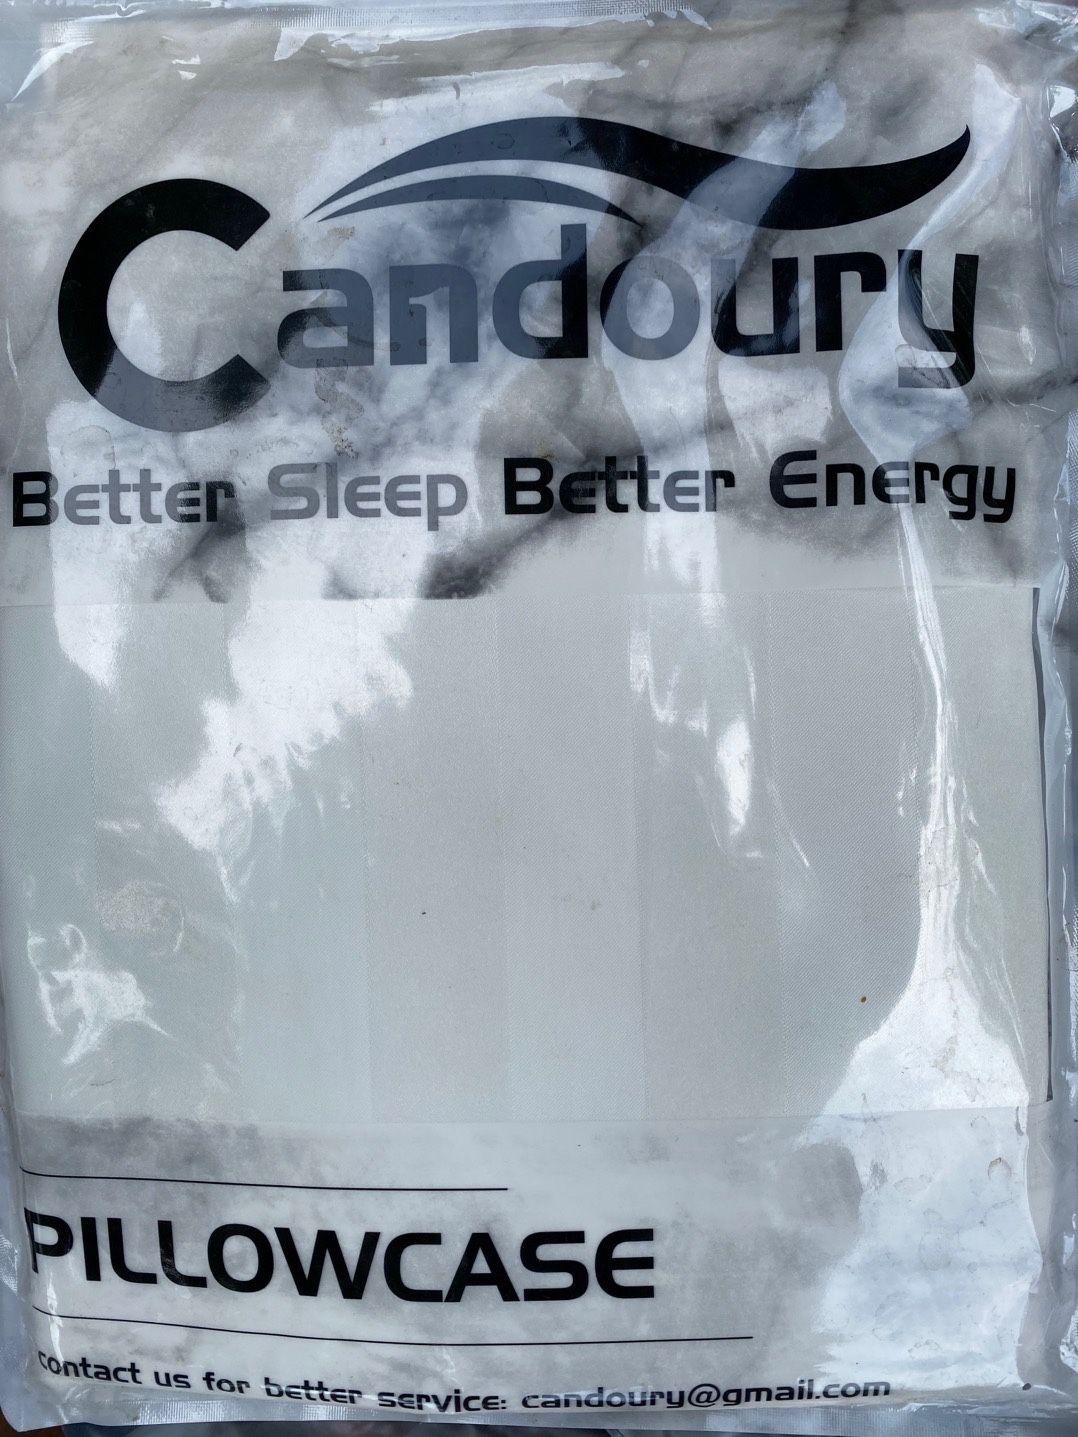 Candoury
Better Sleep Better Energy
PILLOWCASE
contact us for better service: candoury@gmail.com